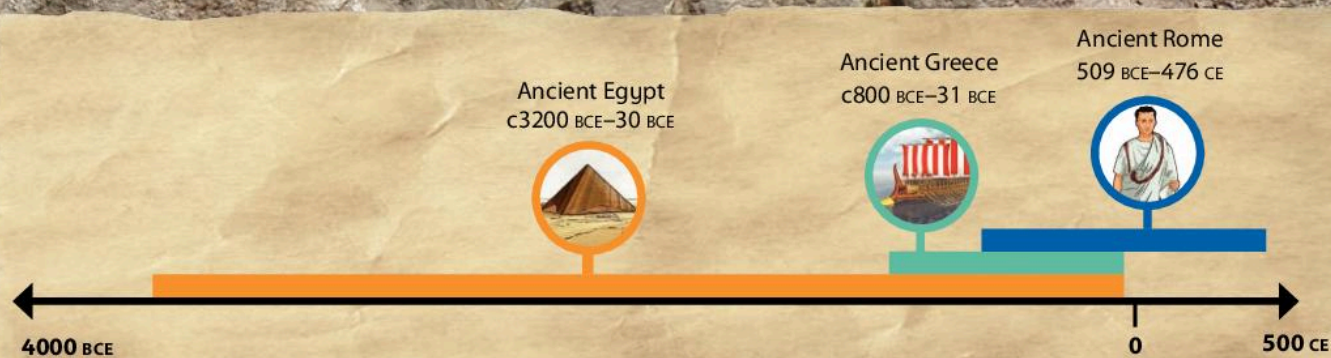 Ancient Egypt
c3200 BCE–30 BCE
Ancient Greece
c800 BCE–31 BCE
Ancient Rome
509 BCE–476 CE
4000 BCE
0
500 CE